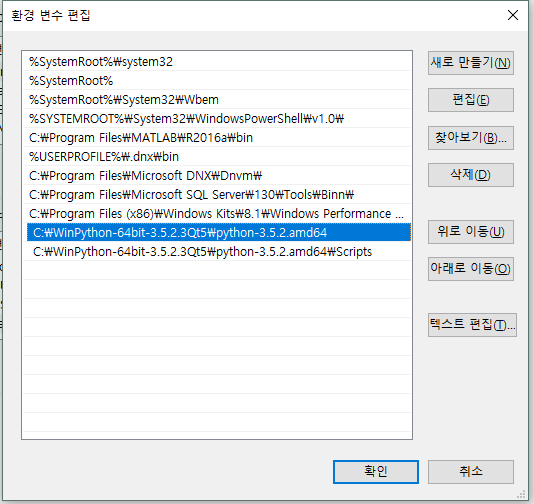 환경 변수 편집
%SystemRoot%₩system32
%SystemRoot%
%SystemRoot%₩System32₩Wbem
%SYSTEMROOT%₩System32₩WindowsPowerShell₩v1.0₩
C:₩Program Files₩MATLAB₩R2016a₩bin
%USERPROFILE%₩.dnx₩bin
C:₩Program Files₩Microsoft DNX₩Dnvm₩
C:₩Program Files₩Microsoft SQL Server₩130₩Tools₩Binn₩
C:₩Program Files (x86)₩Windows Kits₩8.1₩Windows Performance ...
C:₩WinPython-64bit-3.5.2.3Qt5₩python-3.5.2.amd64
C:₩WinPython-64bit-3.5.2.3Qt5₩python-3.5.2.amd64₩Scripts
새로 만들기(N)
편집(E)
찾아보기(B)...
삭제(D)
위로 이동(U)
아래로 이동(O)
텍스트 편집(T)...
확인
취소